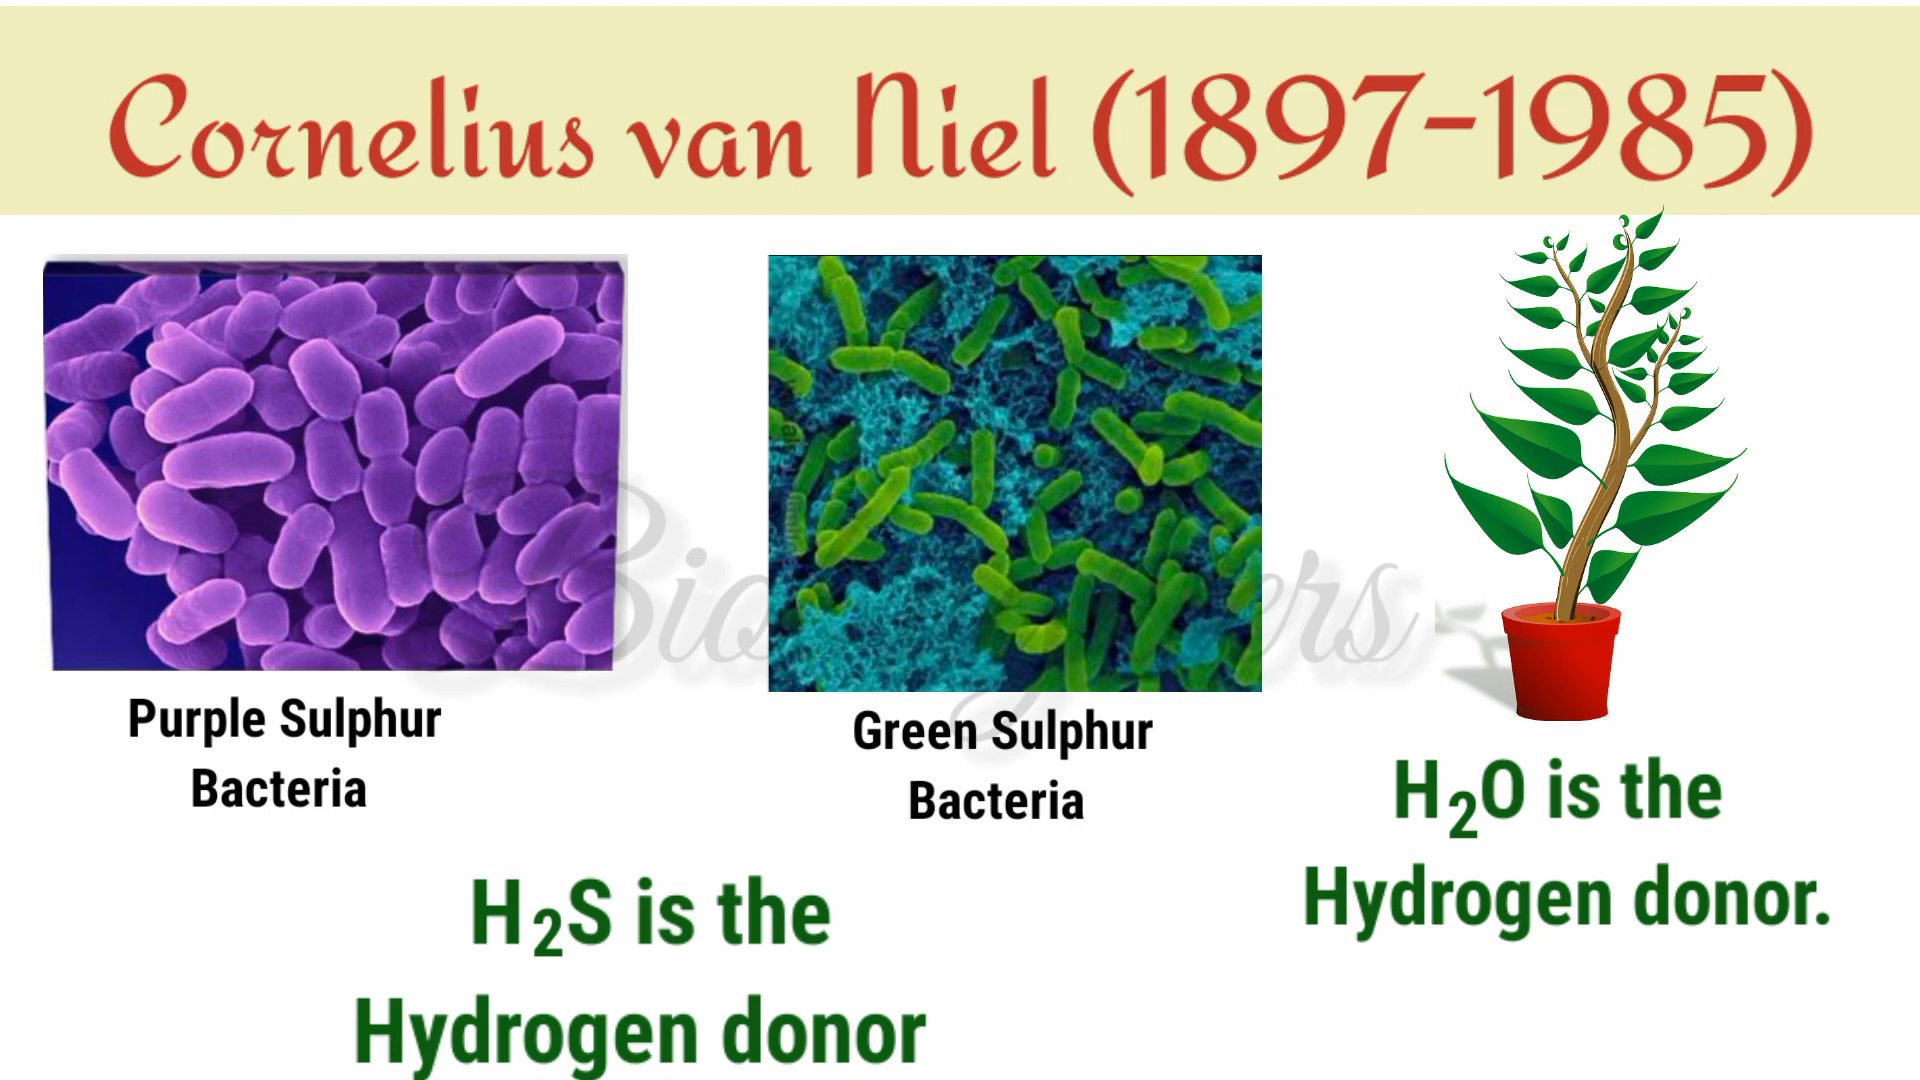 Cornelius van Niel (1897-1985)
Purple Sulphur
Bacteria
Green Sulphur
Bacteria
H₂S is the
Hydrogen donor
H₂O is the
Hydrogen donor.